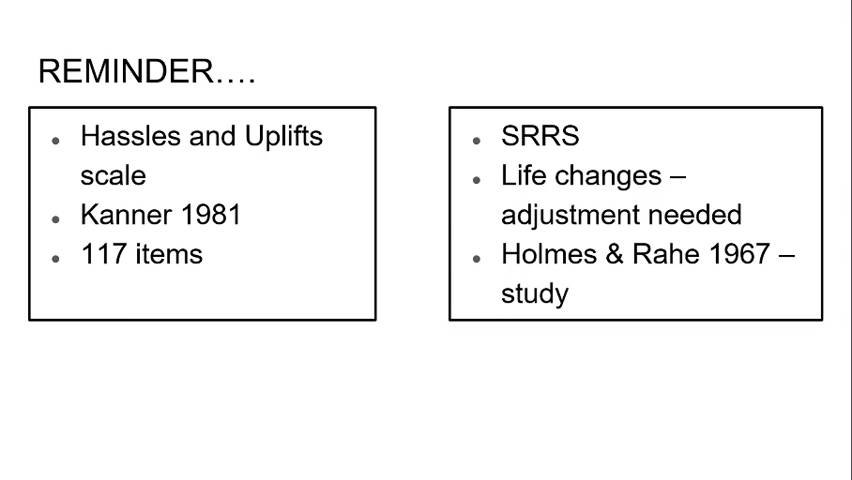 REMINDER….
• Hassles and Uplifts
scale
• Kanner 1981
• 117 items
• SRRS
• Life changes –
adjustment needed
• Holmes & Rahe 1967 –
study